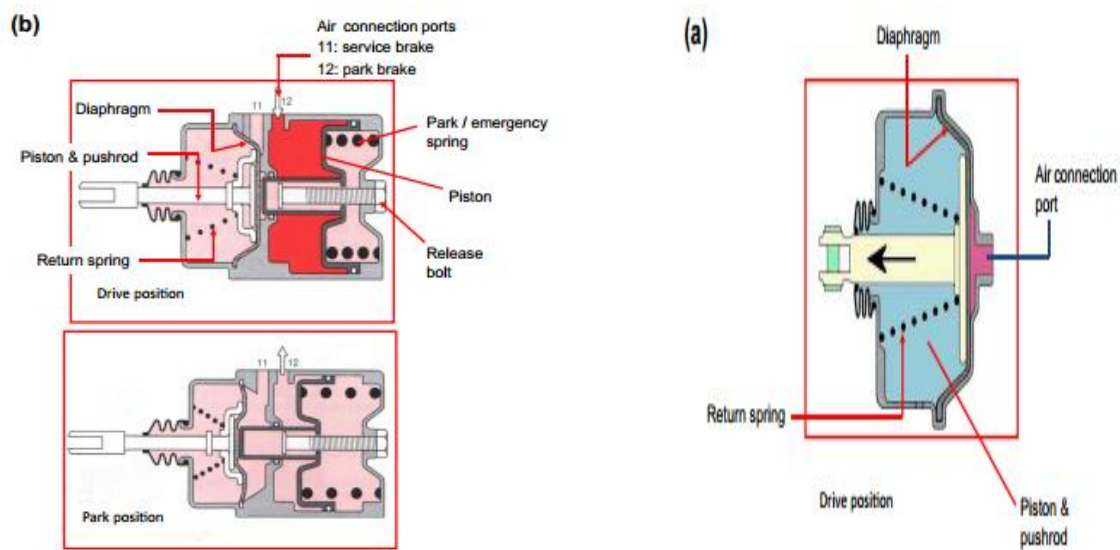 (b)
Air connection ports
11: service brake
12: park brake
11
12
Diaphragm
Piston & pushrod
Return spring
Park / emergency
spring
Piston
Release
bolt
Drive position
11
12
Park position
(a)
Diaphragm
Air connection
port
Return spring
Drive position
Piston &
pushrod